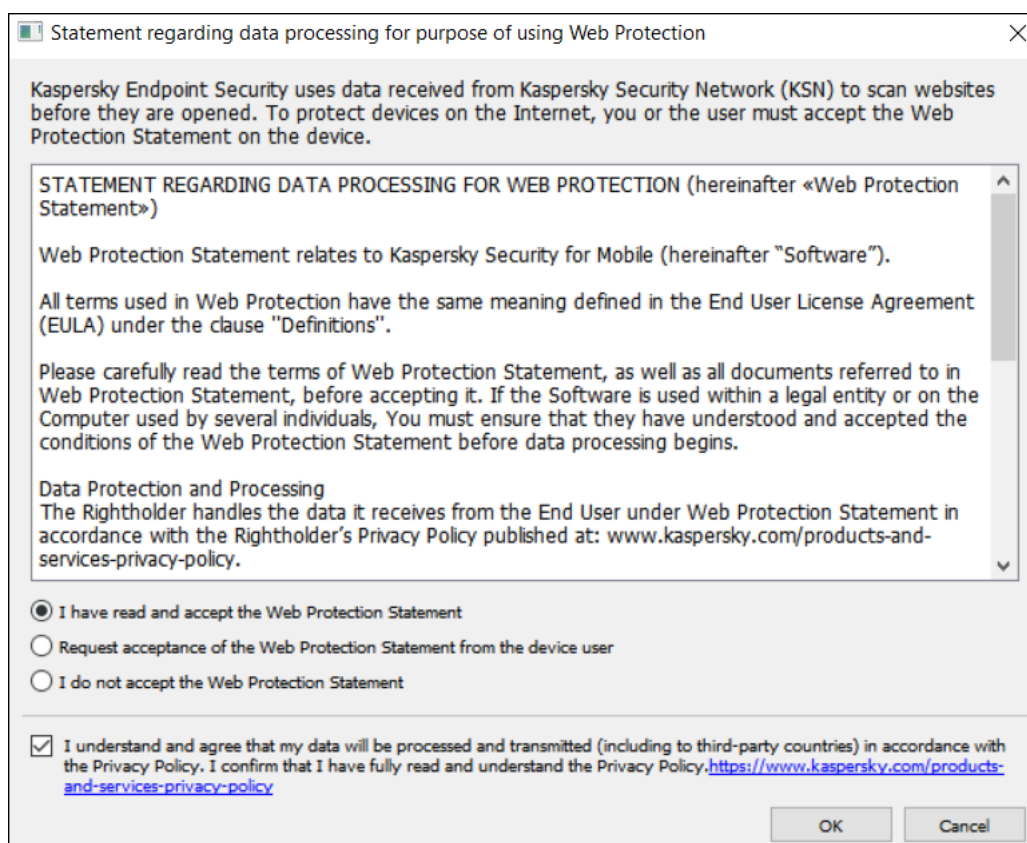 Statement regarding data processing for purpose of using Web Protection
Kaspersky Endpoint Security uses data received from Kaspersky Security Network (KSN) to scan websites
before they are opened. To protect devices on the Internet, you or the user must accept the Web
Protection Statement on the device.
STATEMENT REGARDING DATA PROCESSING FOR WEB PROTECTION (hereinafter «Web Protection
Statement»)
Web Protection Statement relates to Kaspersky Security for Mobile (hereinafter “Software”).
All terms used in Web Protection have the same meaning defined in the End User License Agreement
(EULA) under the clause "Definitions".
Please carefully read the terms of Web Protection Statement, as well as all documents referred to in
Web Protection Statement, before accepting it. If the Software is used within a legal entity or on the
Computer used by several individuals, You must ensure that they have understood and accepted the
conditions of the Web Protection Statement before data processing begins.
Data Protection and Processing
The Rightholder handles the data it receives from the End User under Web Protection Statement in
accordance with the Rightholder’s Privacy Policy published at: www.kaspersky.com/products-and-
services-privacy-policy.
I have read and accept the Web Protection Statement
Request acceptance of the Web Protection Statement from the device user
I do not accept the Web Protection Statement
I understand and agree that my data will be processed and transmitted (including to third-party countries) in accordance with
the Privacy Policy. I confirm that I have fully read and understand the Privacy Policy.https://www.kaspersky.com/products-
and-services-privacy-policy
OK Cancel